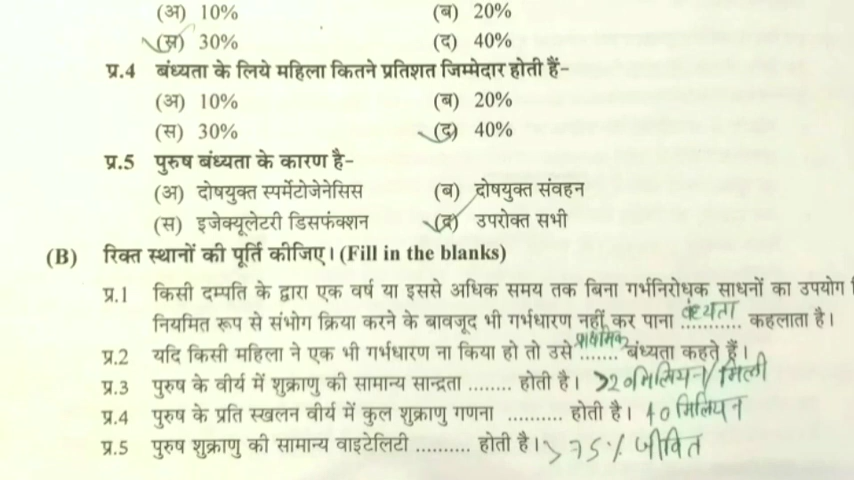 (अ) 10% (ब) 20%
(स) 30% (द) 40%
प्र.4 बंध्यता के लिये महिला कितने प्रतिशत जिम्मेदार होती हैं-
(अ) 10% (ब) 20%
(स) 30% (द) 40%
प्र.5 पुरुष बंध्यता के कारण है-
(अ) दोषयुक्त स्पर्मेटोजेनेसिस (ब) दोषयुक्त संवहन
(स) इजेक्यूलेटरी डिसफंक्शन (द) उपरोक्त सभी
(B) रिक्त स्थानों की पूर्ति कीजिए। (Fill in the blanks)
प्र.1 किसी दम्पति के द्वारा एक वर्ष या इससे अधिक समय तक बिना गर्भनिरोधक साधनों का उपयोग
नियमित रूप से संभोग क्रिया करने के बावजूद भी गर्भधारण नहीं कर पाना ..बंध्यता.. कहलाता है।
प्र.2 यदि किसी महिला ने एक भी गर्भधारण ना किया हो तो उसे प्राथमिक बंध्यता कहते हैं।
प्र.3 पुरुष के वीर्य में शुक्राणु की सामान्य सान्द्रता ........ होती है। >20मिलियन/मिली
प्र.4 पुरुष के प्रति स्खलन वीर्य में कुल शुक्राणु गणना .......... होती है। 40 मिलियन
प्र.5 पुरुष शुक्राणु की सामान्य वाइटेलिटी .......... होती है। >75% जीवित